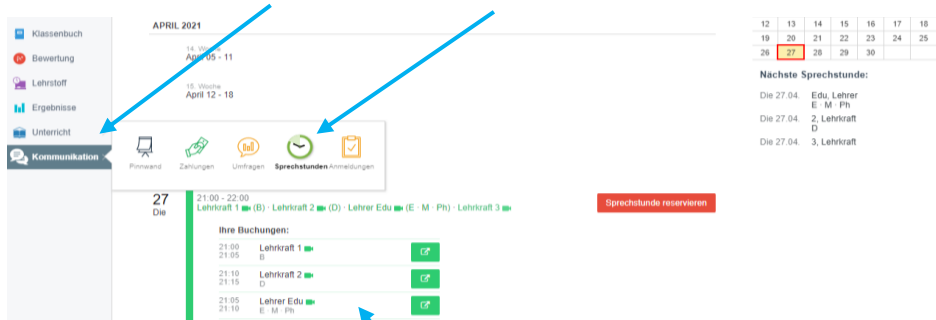 Klassenbuch
Bewertung
Lehrstoff
Ergebnisse
Unterricht
Kommunikation
APRIL 2021
14. Woche
April 05 - 11
15. Woche
April 12 - 18
Pinnwand
Zahlungen
Umfragen
Sprechstunden
Anmeldungen
27
Die
21:00 - 22:00
Lehrkraft 1 (B) · Lehrkraft 2 (D) · Lehrer Edu (E · M · Ph) · Lehrkraft 3
Sprechstunde reservieren
Ihre Buchungen:
21:00 Lehrkraft 1
21:05 B
21:10 Lehrkraft 2
21:15 D
21:05 Lehrer Edu
21:10 E · M · Ph
12 13 14 15 16 17 18
19 20 21 22 23 24 25
26 27 28 29 30
Nächste Sprechstunde:
Die 27.04. Edu, Lehrer
E · M · Ph
Die 27.04. 2, Lehrkraft
D
Die 27.04. 3, Lehrkraft